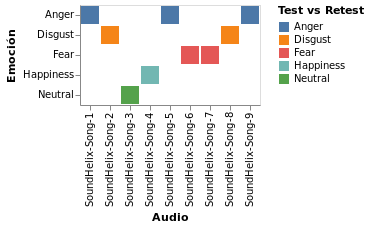 Test vs Retest
Anger
Disgust
Fear
Happiness
Neutral
Emoción
Anger
Disgust
Fear
Happiness
Neutral
SoundHelix-Song-1
SoundHelix-Song-2
SoundHelix-Song-3
SoundHelix-Song-4
SoundHelix-Song-5
SoundHelix-Song-6
SoundHelix-Song-7
SoundHelix-Song-8
SoundHelix-Song-9
Audio